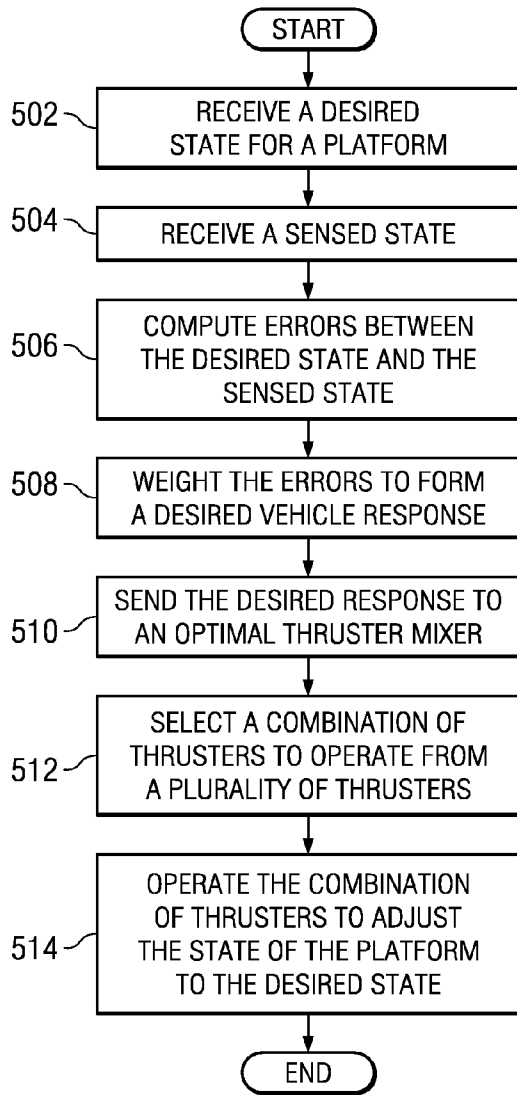 START
502
RECEIVE A DESIRED
STATE FOR A PLATFORM
504
RECEIVE A SENSED STATE
506
COMPUTE ERRORS BETWEEN
THE DESIRED STATE AND THE
SENSED STATE
508
WEIGHT THE ERRORS TO FORM
A DESIRED VEHICLE RESPONSE
510
SEND THE DESIRED RESPONSE TO
AN OPTIMAL THRUSTER MIXER
512
SELECT A COMBINATION OF
THRUSTERS TO OPERATE FROM
A PLURALITY OF THRUSTERS
514
OPERATE THE COMBINATION
OF THRUSTERS TO ADJUST
THE STATE OF THE PLATFORM
TO THE DESIRED STATE
END